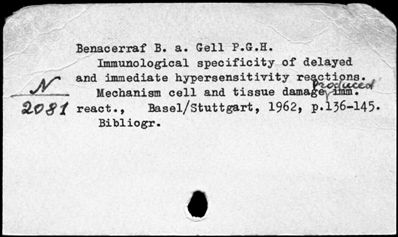 Benacerraf B. a. Gell P.G.H.
Immunological specificity of delayed
and immediate hypersensitivity reactions.
Mechanism cell and tissue damage produced imm.
react., Basel/Stuttgart, 1962, p.136-145.
Bibliogr.
N
2081